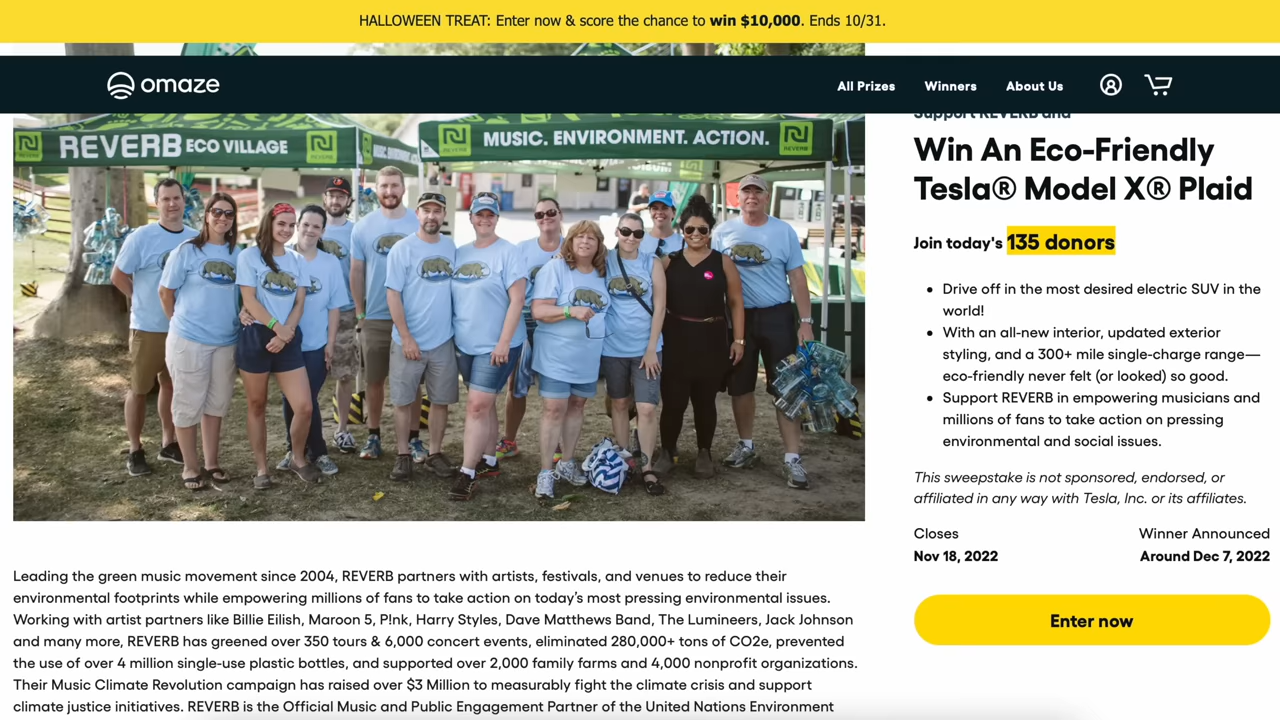 HALLOWEEN TREAT: Enter now & score the chance to win $10,000. Ends 10/31.
omaze
All Prizes
Winners
About Us
REVERB ECO VILLAGE
REVERB
MUSIC. ENVIRONMENT. ACTION.
REVERB
Support REVERB and
Win An Eco-Friendly
Tesla® Model X® Plaid
Join today's 135 donors
• Drive off in the most desired electric SUV in the
world!
• With an all-new interior, updated exterior
styling, and a 300+ mile single-charge range—
eco-friendly never felt (or looked) so good.
• Support REVERB in empowering musicians and
millions of fans to take action on pressing
environmental and social issues.
This sweepstake is not sponsored, endorsed, or
affiliated in any way with Tesla, Inc. or its affiliates.
Closes
Winner Announced
Nov 18, 2022
Around Dec 7, 2022
Enter now
Leading the green music movement since 2004, REVERB partners with artists, festivals, and venues to reduce their
environmental footprints while empowering millions of fans to take action on today's most pressing environmental issues.
Working with artist partners like Billie Eilish, Maroon 5, P!nk, Harry Styles, Dave Matthews Band, The Lumineers, Jack Johnson
and many more, REVERB has greened over 350 tours & 6,000 concert events, eliminated 280,000+ tons of CO2e, prevented
the use of over 4 million single-use plastic bottles, and supported over 2,000 family farms and 4,000 nonprofit organizations.
Their Music Climate Revolution campaign has raised over $3 Million to measurably fight the climate crisis and support
climate justice initiatives. REVERB is the Official Music and Public Engagement Partner of the United Nations Environment